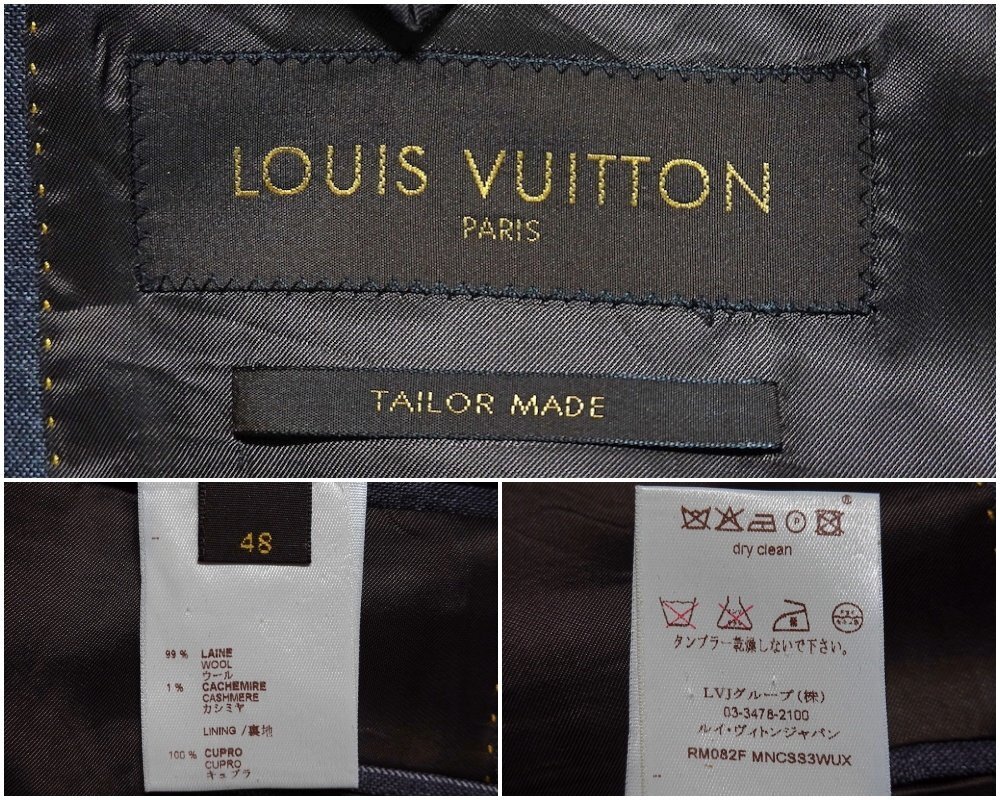 LOUIS VUITTON
PARIS
TAILOR MADE
48
99 % LAINE
WOOL
ウール
1 % CACHEMIRE
CASHMERE
カシミヤ
LINING / 裏地
100 % CUPRO
CUPRO
キュプラ
®
P
dry clean
タンブラー乾燥しないで下さい。
LVJグループ (株)
03-3478-2100
ルイ・ヴィトンジャパン
RM082F MNCSS3WUX